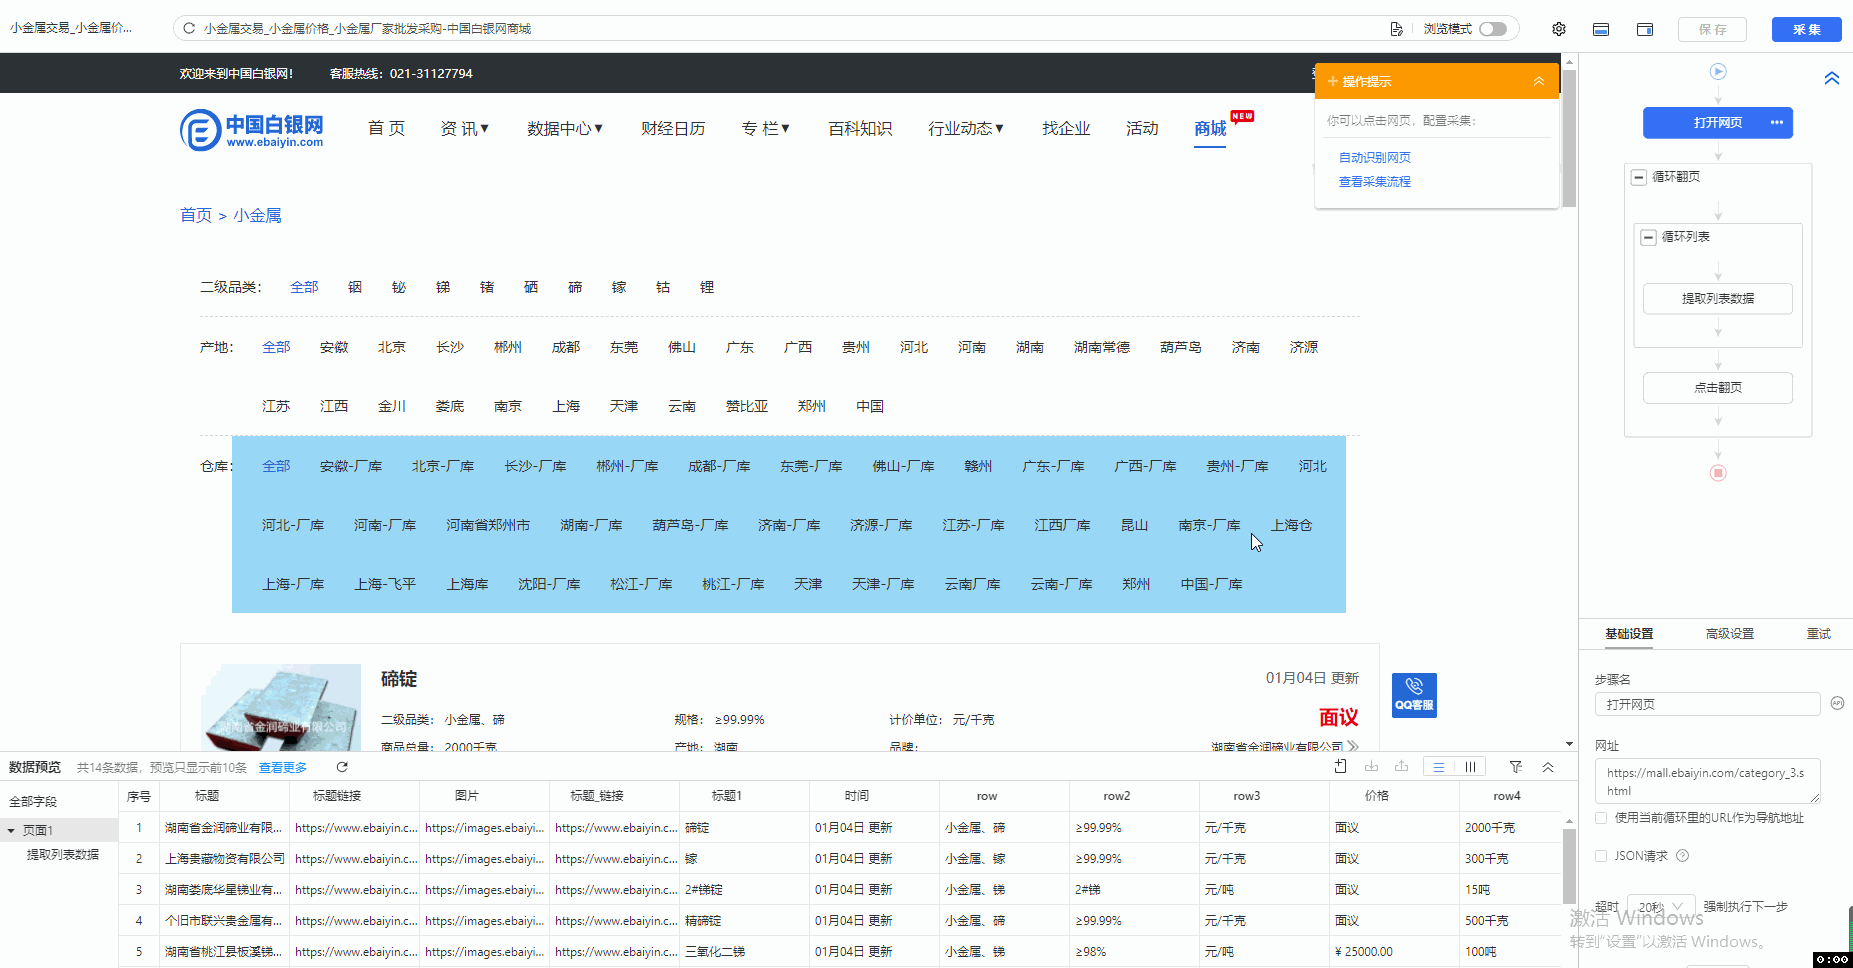 小金属交易_小金属价...
小金属交易_小金属价格_小金属厂家批发采购-中国白银网商城
浏览模式
保存
采集
欢迎来到中国白银网！ 客服热线：021-31127794
操作提示
你可以点击网页，配置采集：
自动识别网页
查看采集流程
中国白银网
www.ebaiyin.com
首 页 资 讯▼ 数据中心▼ 财经日历 专 栏▼ 百科知识 行业动态▼ 找企业 活动 商城 NEW
首页 > 小金属
二级品类： 全部 铟 铋 锑 锗 硒 碲 镓 钴 锂
产地： 全部 安徽 北京 长沙 郴州 成都 东莞 佛山 广东 广西 贵州 河北 河南 湖南 湖南常德 葫芦岛 济南 济源
江苏 江西 金川 娄底 南京 上海 天津 云南 赞比亚 郑州 中国
仓库： 全部 安徽-厂库 北京-厂库 长沙-厂库 郴州-厂库 成都-厂库 东莞-厂库 佛山-厂库 赣州 广东-厂库 广西-厂库 贵州-厂库 河北
河北-厂库 河南-厂库 河南省郑州市 湖南-厂库 葫芦岛-厂库 济南-厂库 济源-厂库 江苏-厂库 江西厂库 昆山 南京-厂库 上海仓
上海-厂库 上海-飞平 上海库 沈阳-厂库 松江-厂库 桃江-厂库 天津 天津-厂库 云南厂库 云南-厂库 郑州 中国-厂库
湖南省金润碲业有限公司
碲锭
01月04日 更新
二级品类： 小金属、碲 规格： ≥99.99% 计价单位： 元/千克
面议
商品总量： 2000千克 产地： 湖南 品牌：
湖南省金润碲业有限公司
QQ客服
打开网页
循环翻页
循环列表
提取列表数据
点击翻页
基础设置 高级设置 重试
步骤名
打开网页
API
网址
https://mall.ebaiyin.com/category_3.s
html
使用当前循环里的URL作为导航地址
JSON请求
超时 20秒 强制执行下一步
激活 Windows
转到"设置"以激活 Windows。
0:00
数据预览 共14条数据，预览只显示前10条 查看更多
全部字段
页面1
提取列表数据
序号 标题 标题链接 图片 标题_链接 标题1 时间 row row2 row3 价格 row4
1 湖南省金润碲业有限... https://www.ebaiyin.c... https://images.ebaiyi... https://www.ebaiyin.c... 碲锭 01月04日 更新 小金属、碲 ≥99.99% 元/千克 面议 2000千克
2 上海贵藏物资有限公司 https://www.ebaiyin.c... https://images.ebaiyi... https://www.ebaiyin.c... 镓 01月04日 更新 小金属、镓 ≥99.99% 元/千克 面议 300千克
3 湖南娄底华星锑业有... https://www.ebaiyin.c... https://images.ebaiyi... https://www.ebaiyin.c... 2#锑锭 01月04日 更新 小金属、锑 2#锑 元/吨 面议 15吨
4 个旧市联兴贵金属有... https://www.ebaiyin.c... https://images.ebaiyi... https://www.ebaiyin.c... 精碲锭 01月04日 更新 小金属、碲 ≥99.99% 元/千克 面议 500千克
5 湖南省桃江县板溪锑... https://www.ebaiyin.c... https://images.ebaiyi... https://www.ebaiyin.c... 三氧化二锑 01月04日 更新 小金属、锑 ≥98% 元/吨 ¥ 25000.00 100吨